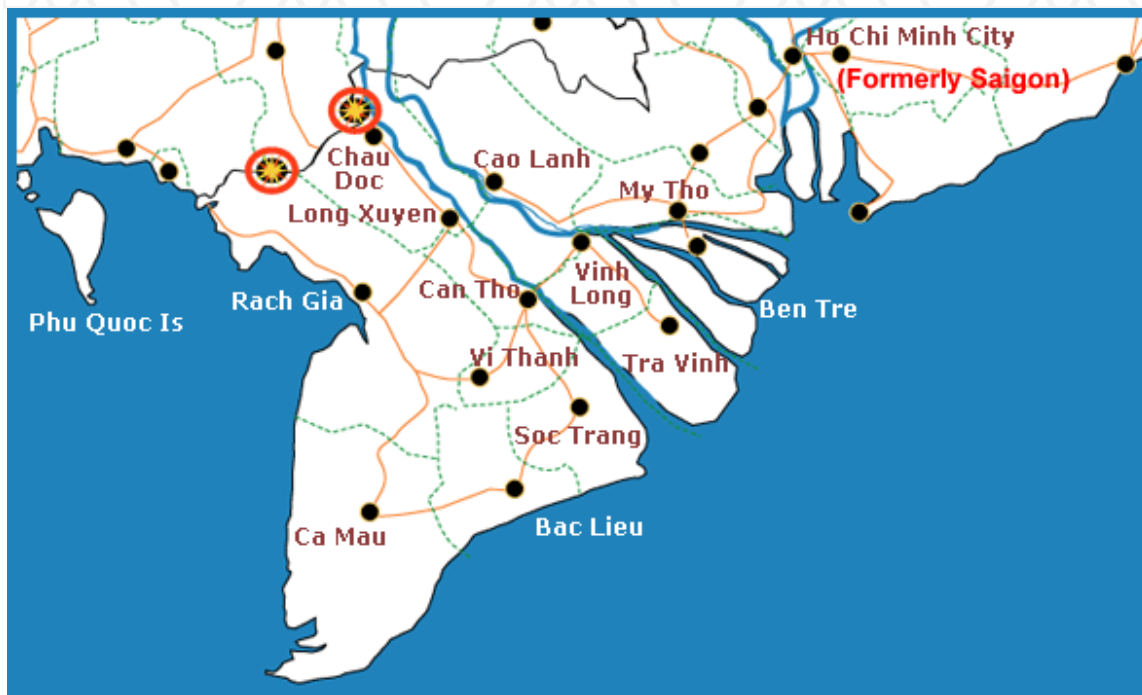 Ho Chi Minh City
(Formerly Saigon)
Chau
Doc
Cao Lanh
My Tho
Long Xuyen
Rach Gia
Can Tho
Vinh
Long
Ben Tre
Phu Quoc Is
Vi Thanh
Tra Vinh
Soc Trang
Ca Mau
Bac Lieu